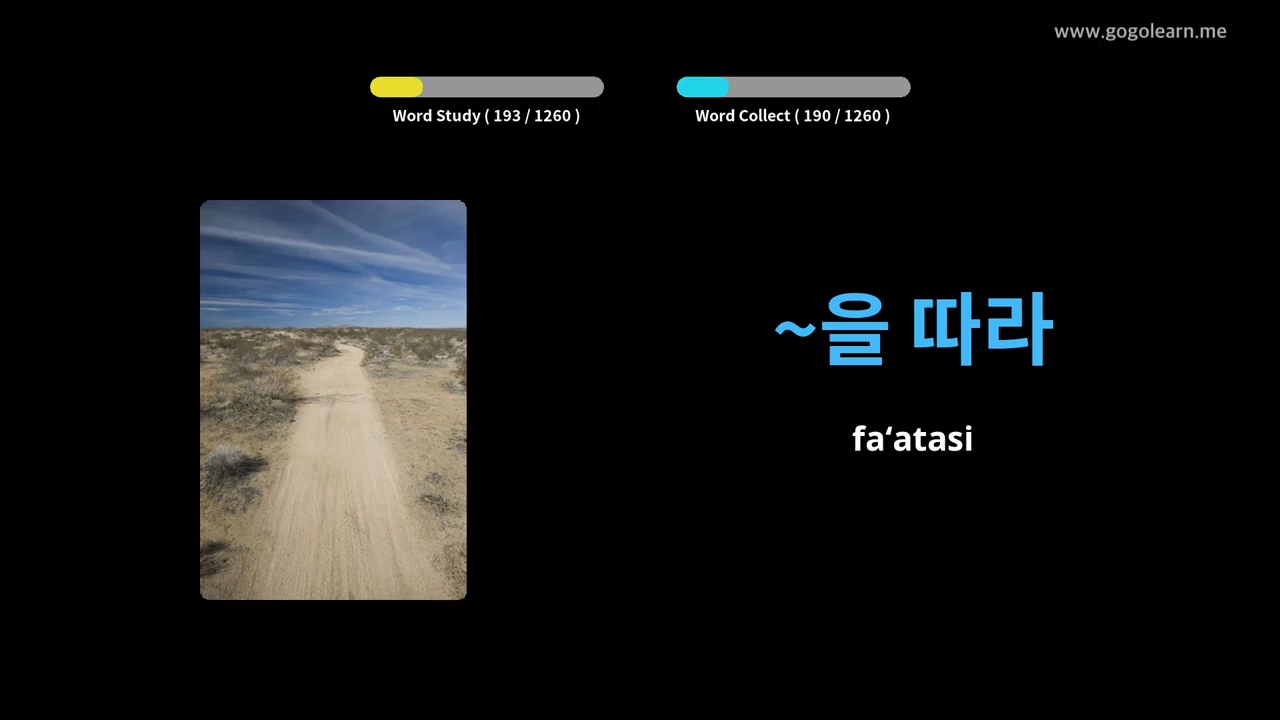 www.gogolearn.me
Word Study ( 193 / 1260 )
Word Collect ( 190 / 1260 )
~을 따라
fa‘atasi